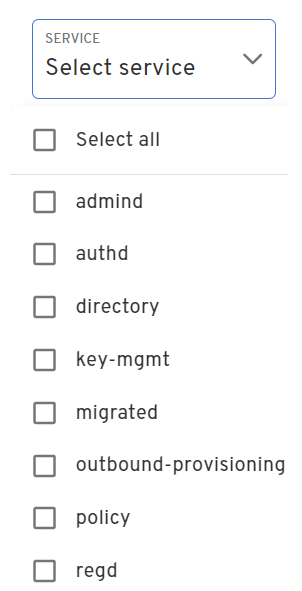 SERVICE
Select service
Select all
admind
authd
directory
key-mgmt
migrated
outbound-provisioning
policy
regd